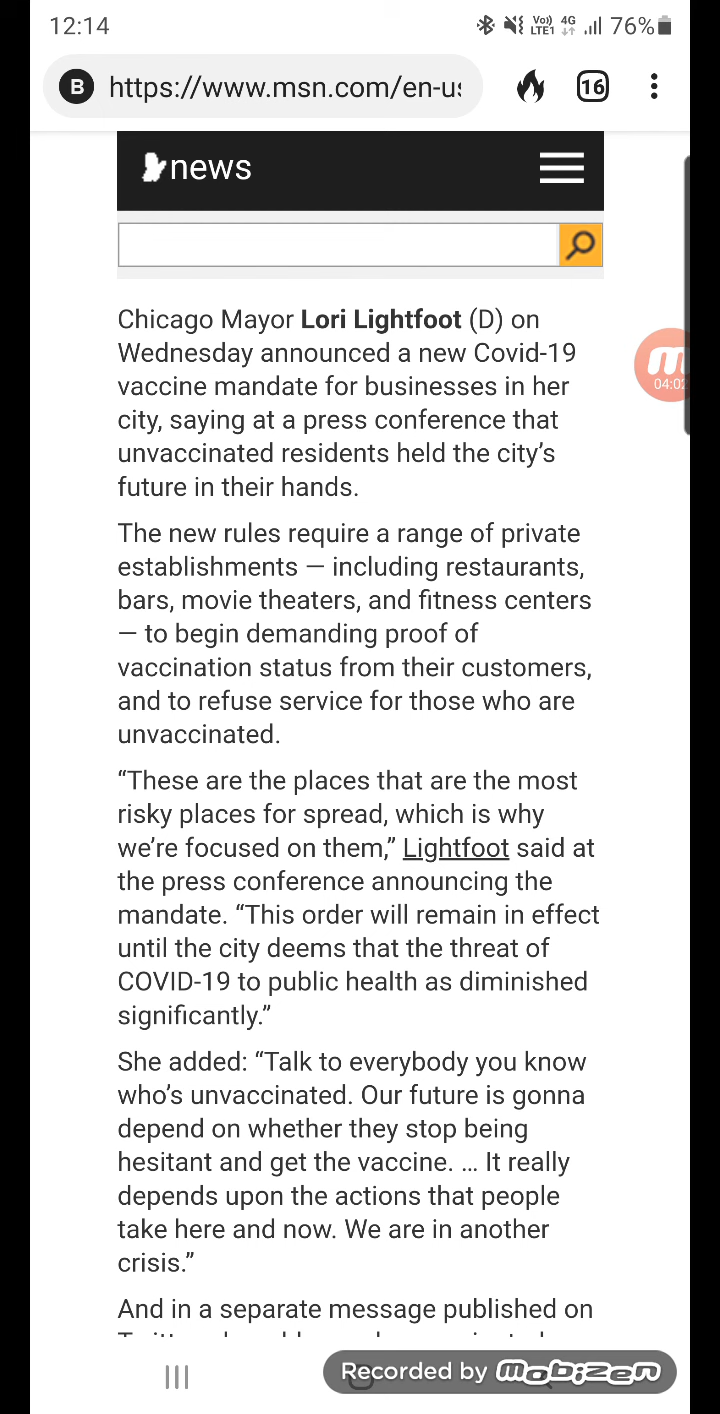 12:14
Vo)) 4G 76%
LTE1
B https://www.msn.com/en-us 16
news
Chicago Mayor Lori Lightfoot (D) on
Wednesday announced a new Covid-19
vaccine mandate for businesses in her
city, saying at a press conference that
unvaccinated residents held the city’s
future in their hands.
The new rules require a range of private
establishments — including restaurants,
bars, movie theaters, and fitness centers
— to begin demanding proof of
vaccination status from their customers,
and to refuse service for those who are
unvaccinated.
“These are the places that are the most
risky places for spread, which is why
we’re focused on them,” Lightfoot said at
the press conference announcing the
mandate. “This order will remain in effect
until the city deems that the threat of
COVID-19 to public health as diminished
significantly.”
She added: “Talk to everybody you know
who’s unvaccinated. Our future is gonna
depend on whether they stop being
hesitant and get the vaccine. ... It really
depends upon the actions that people
take here and now. We are in another
crisis.”
And in a separate message published on
m
04:02
Recorded by mobizen